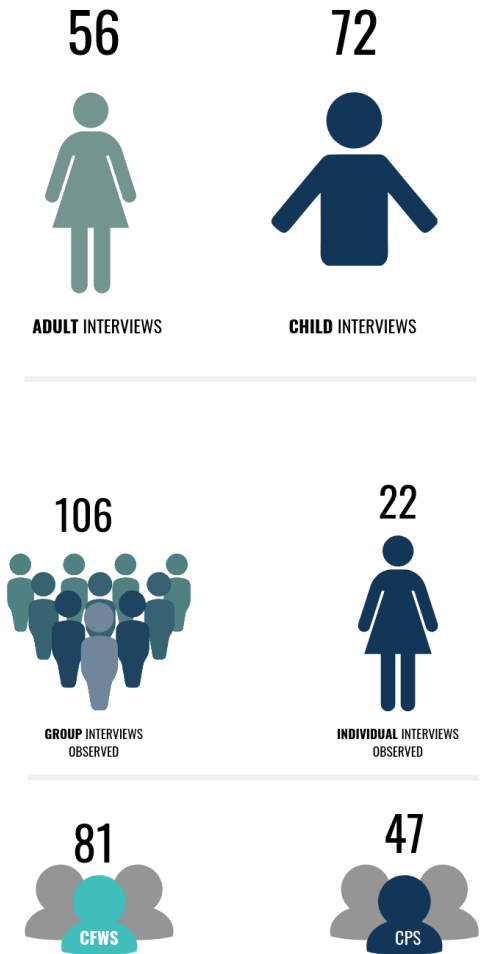 56
72
ADULT INTERVIEWS
CHILD INTERVIEWS
106
22
GROUP INTERVIEWS
OBSERVED
INDIVIDUAL INTERVIEWS
OBSERVED
81
47
CFWS
CPS